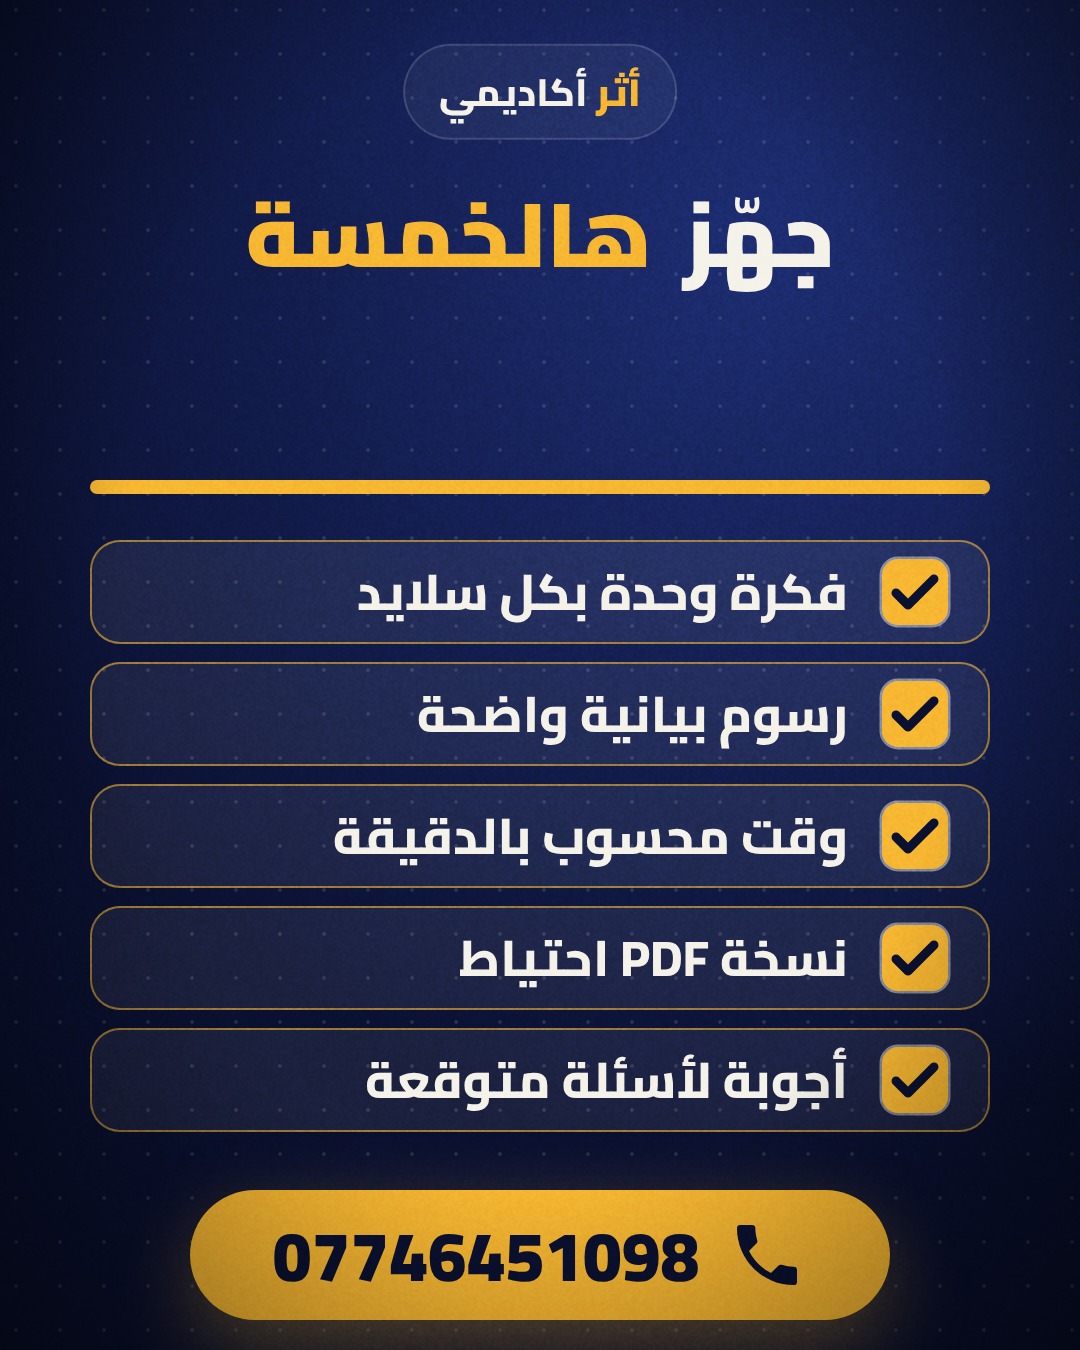 أثر أكاديمي
جهّز هالخمسة
فكرة وحدة بكل سلايد
رسوم بيانية واضحة
وقت محسوب بالدقيقة
نسخة PDF احتياط
أجوبة لأسئلة متوقعة
07746451098